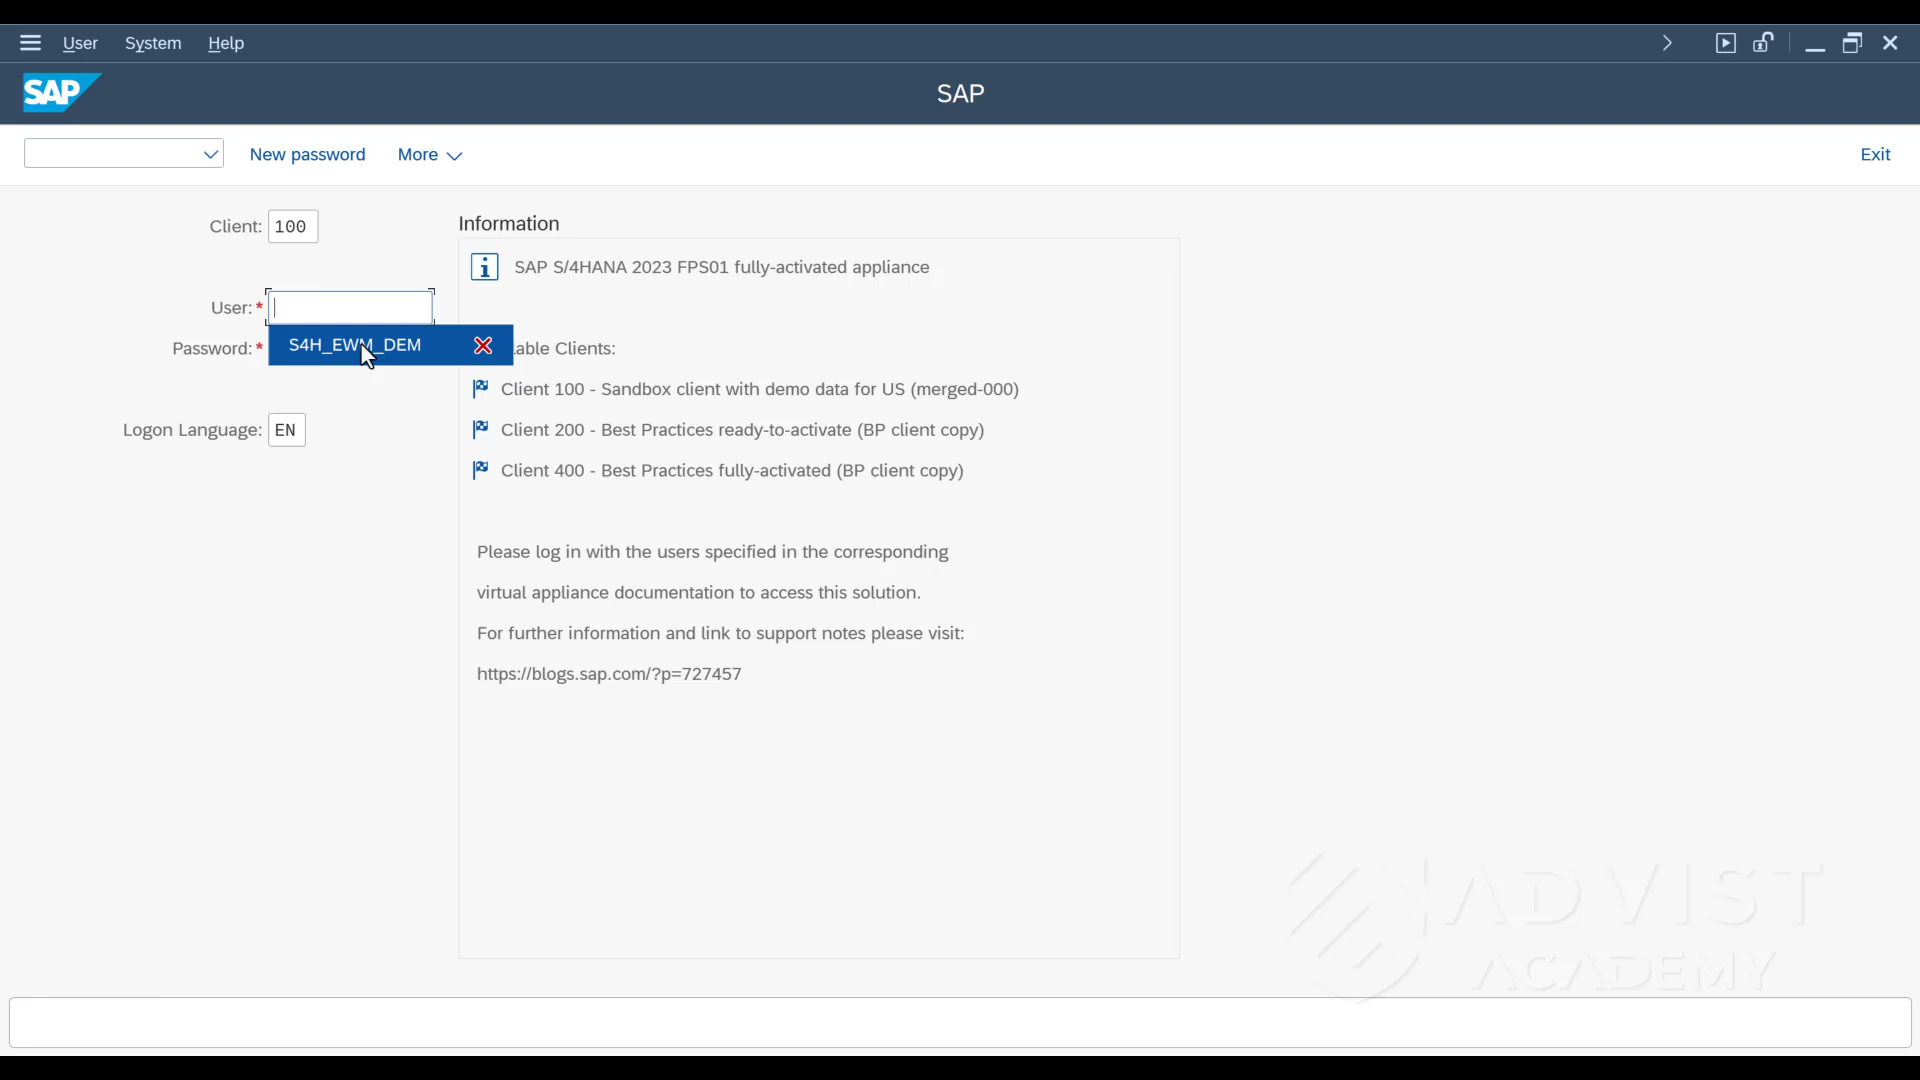 User System Help
SAP
SAP
New password More
Exit
Client: 100
Information
SAP S/4HANA 2023 FPS01 fully-activated appliance
User: *
S4H_EWM_DEM
Password: *
lable Clients:
Client 100 - Sandbox client with demo data for US (merged-000)
Logon Language: EN
Client 200 - Best Practices ready-to-activate (BP client copy)
Client 400 - Best Practices fully-activated (BP client copy)
Please log in with the users specified in the corresponding
virtual appliance documentation to access this solution.
For further information and link to support notes please visit:
https://blogs.sap.com/?p=727457
ADVIST
ACADEMY